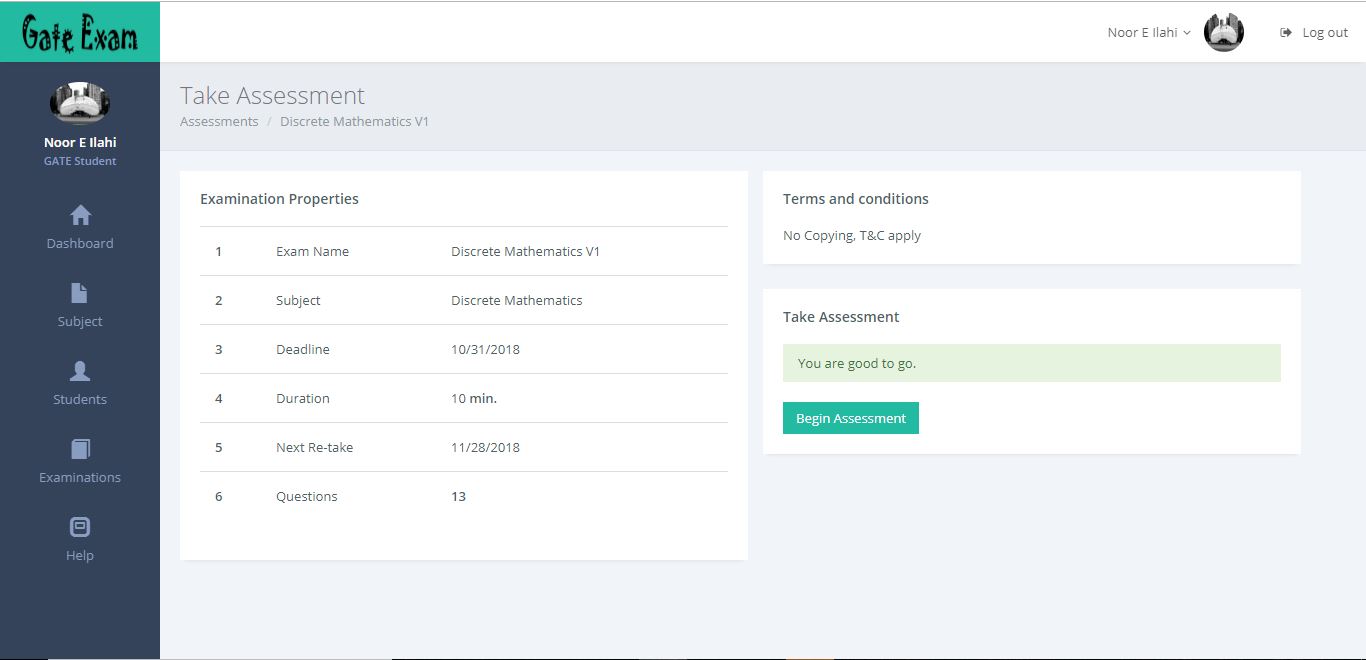 Gate Exam
Noor E Ilahi
Log out
Noor E Ilahi
GATE Student
Dashboard
Subject
Students
Examinations
Help
Take Assessment
Assessments / Discrete Mathematics V1
Examination Properties
1 Exam Name Discrete Mathematics V1
2 Subject Discrete Mathematics
3 Deadline 10/31/2018
4 Duration 10 min.
5 Next Re-take 11/28/2018
6 Questions 13
Terms and conditions
No Copying, T&C apply
Take Assessment
You are good to go.
Begin Assessment